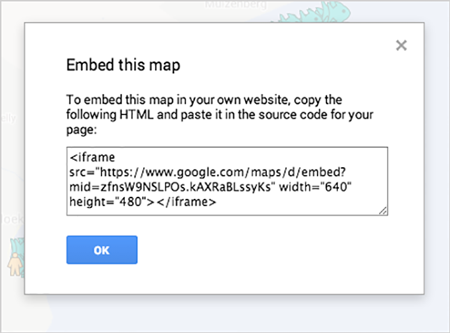 Muizenberg
Embed this map
To embed this map in your own website, copy the
following HTML and paste it in the source code for your
page:
<iframe
src="https://www.google.com/maps/d/embed?
mid=zfnsW9NSLPOs.kAXRaBLssyKs" width="640"
height="480"></iframe>
OK